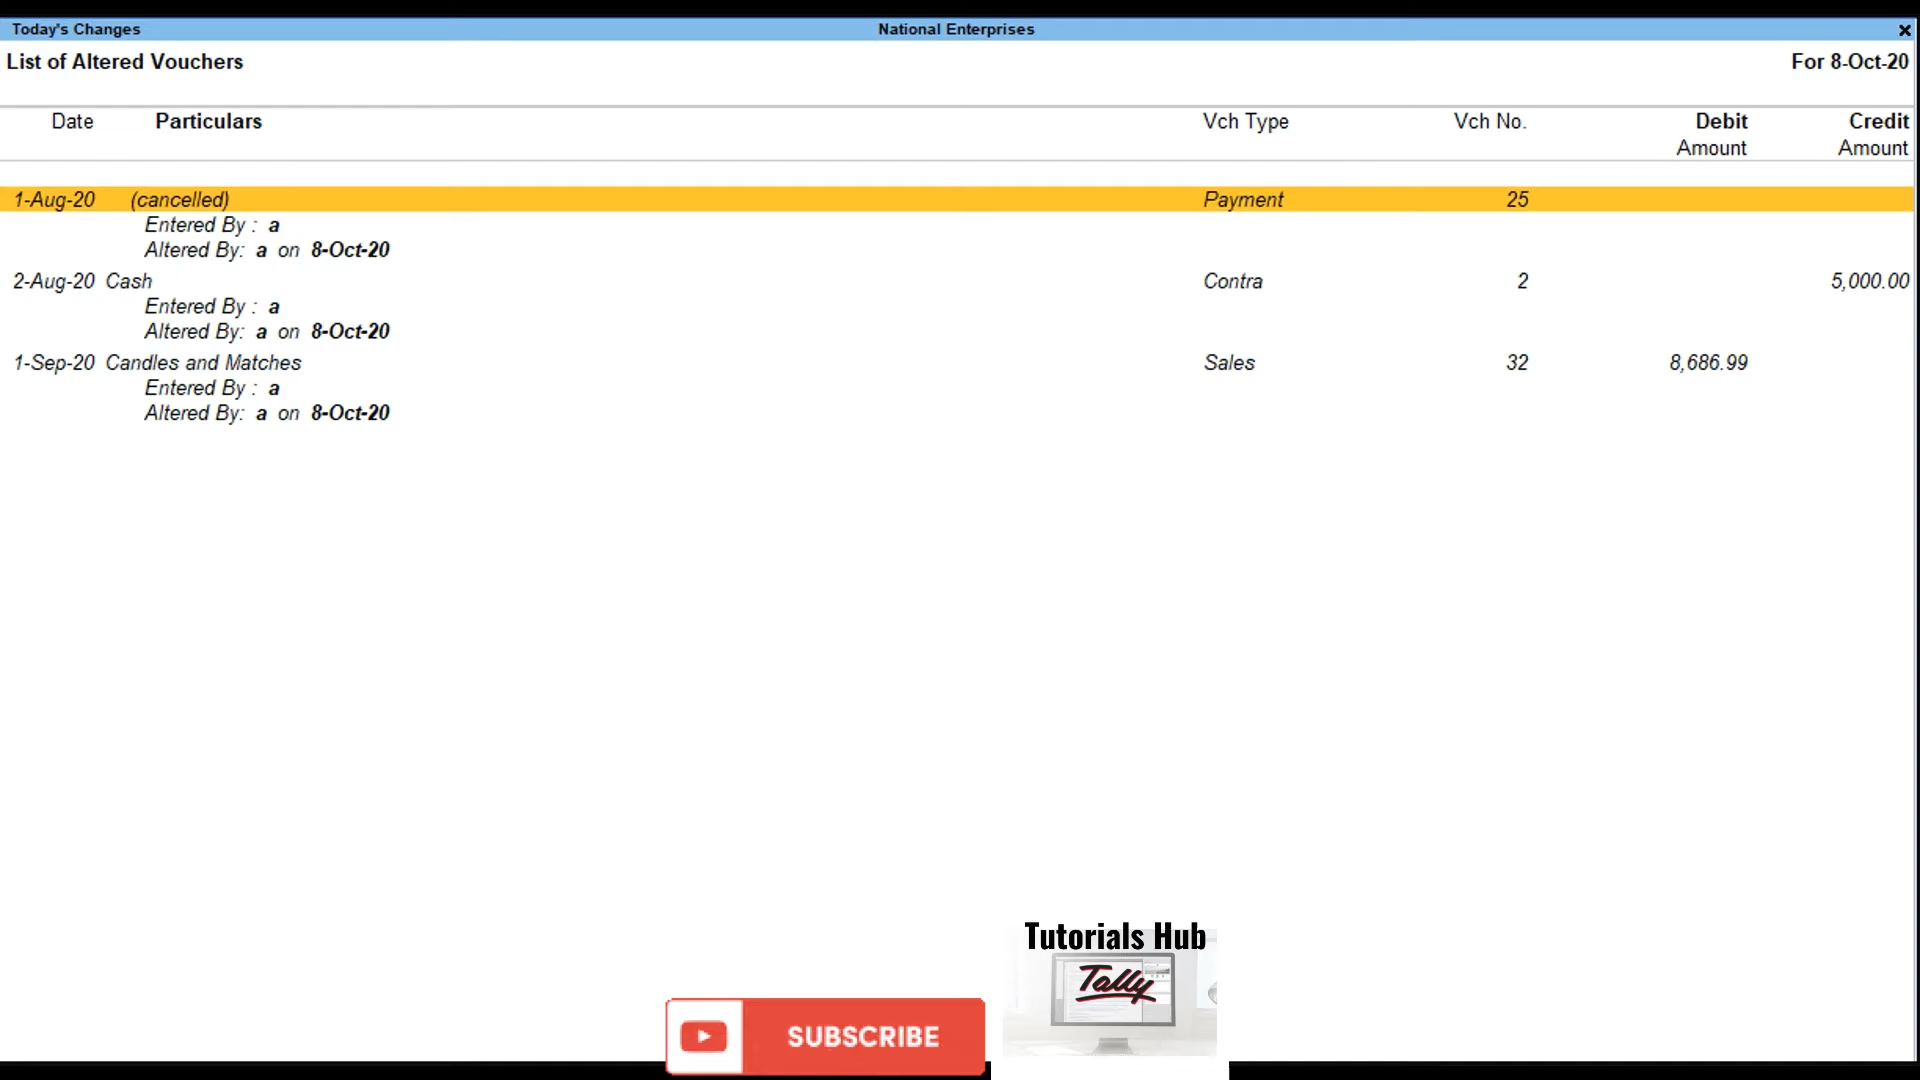 Today's Changes National Enterprises
List of Altered Vouchers For 8-Oct-20
Date Particulars Vch Type Vch No. Debit Credit
Amount Amount
1-Aug-20 (cancelled) Payment 25
Entered By : a
Altered By: a on 8-Oct-20
2-Aug-20 Cash Contra 2 5,000.00
Entered By : a
Altered By: a on 8-Oct-20
1-Sep-20 Candles and Matches Sales 32 8,686.99
Entered By : a
Altered By: a on 8-Oct-20
Tutorials Hub
Tally
SUBSCRIBE